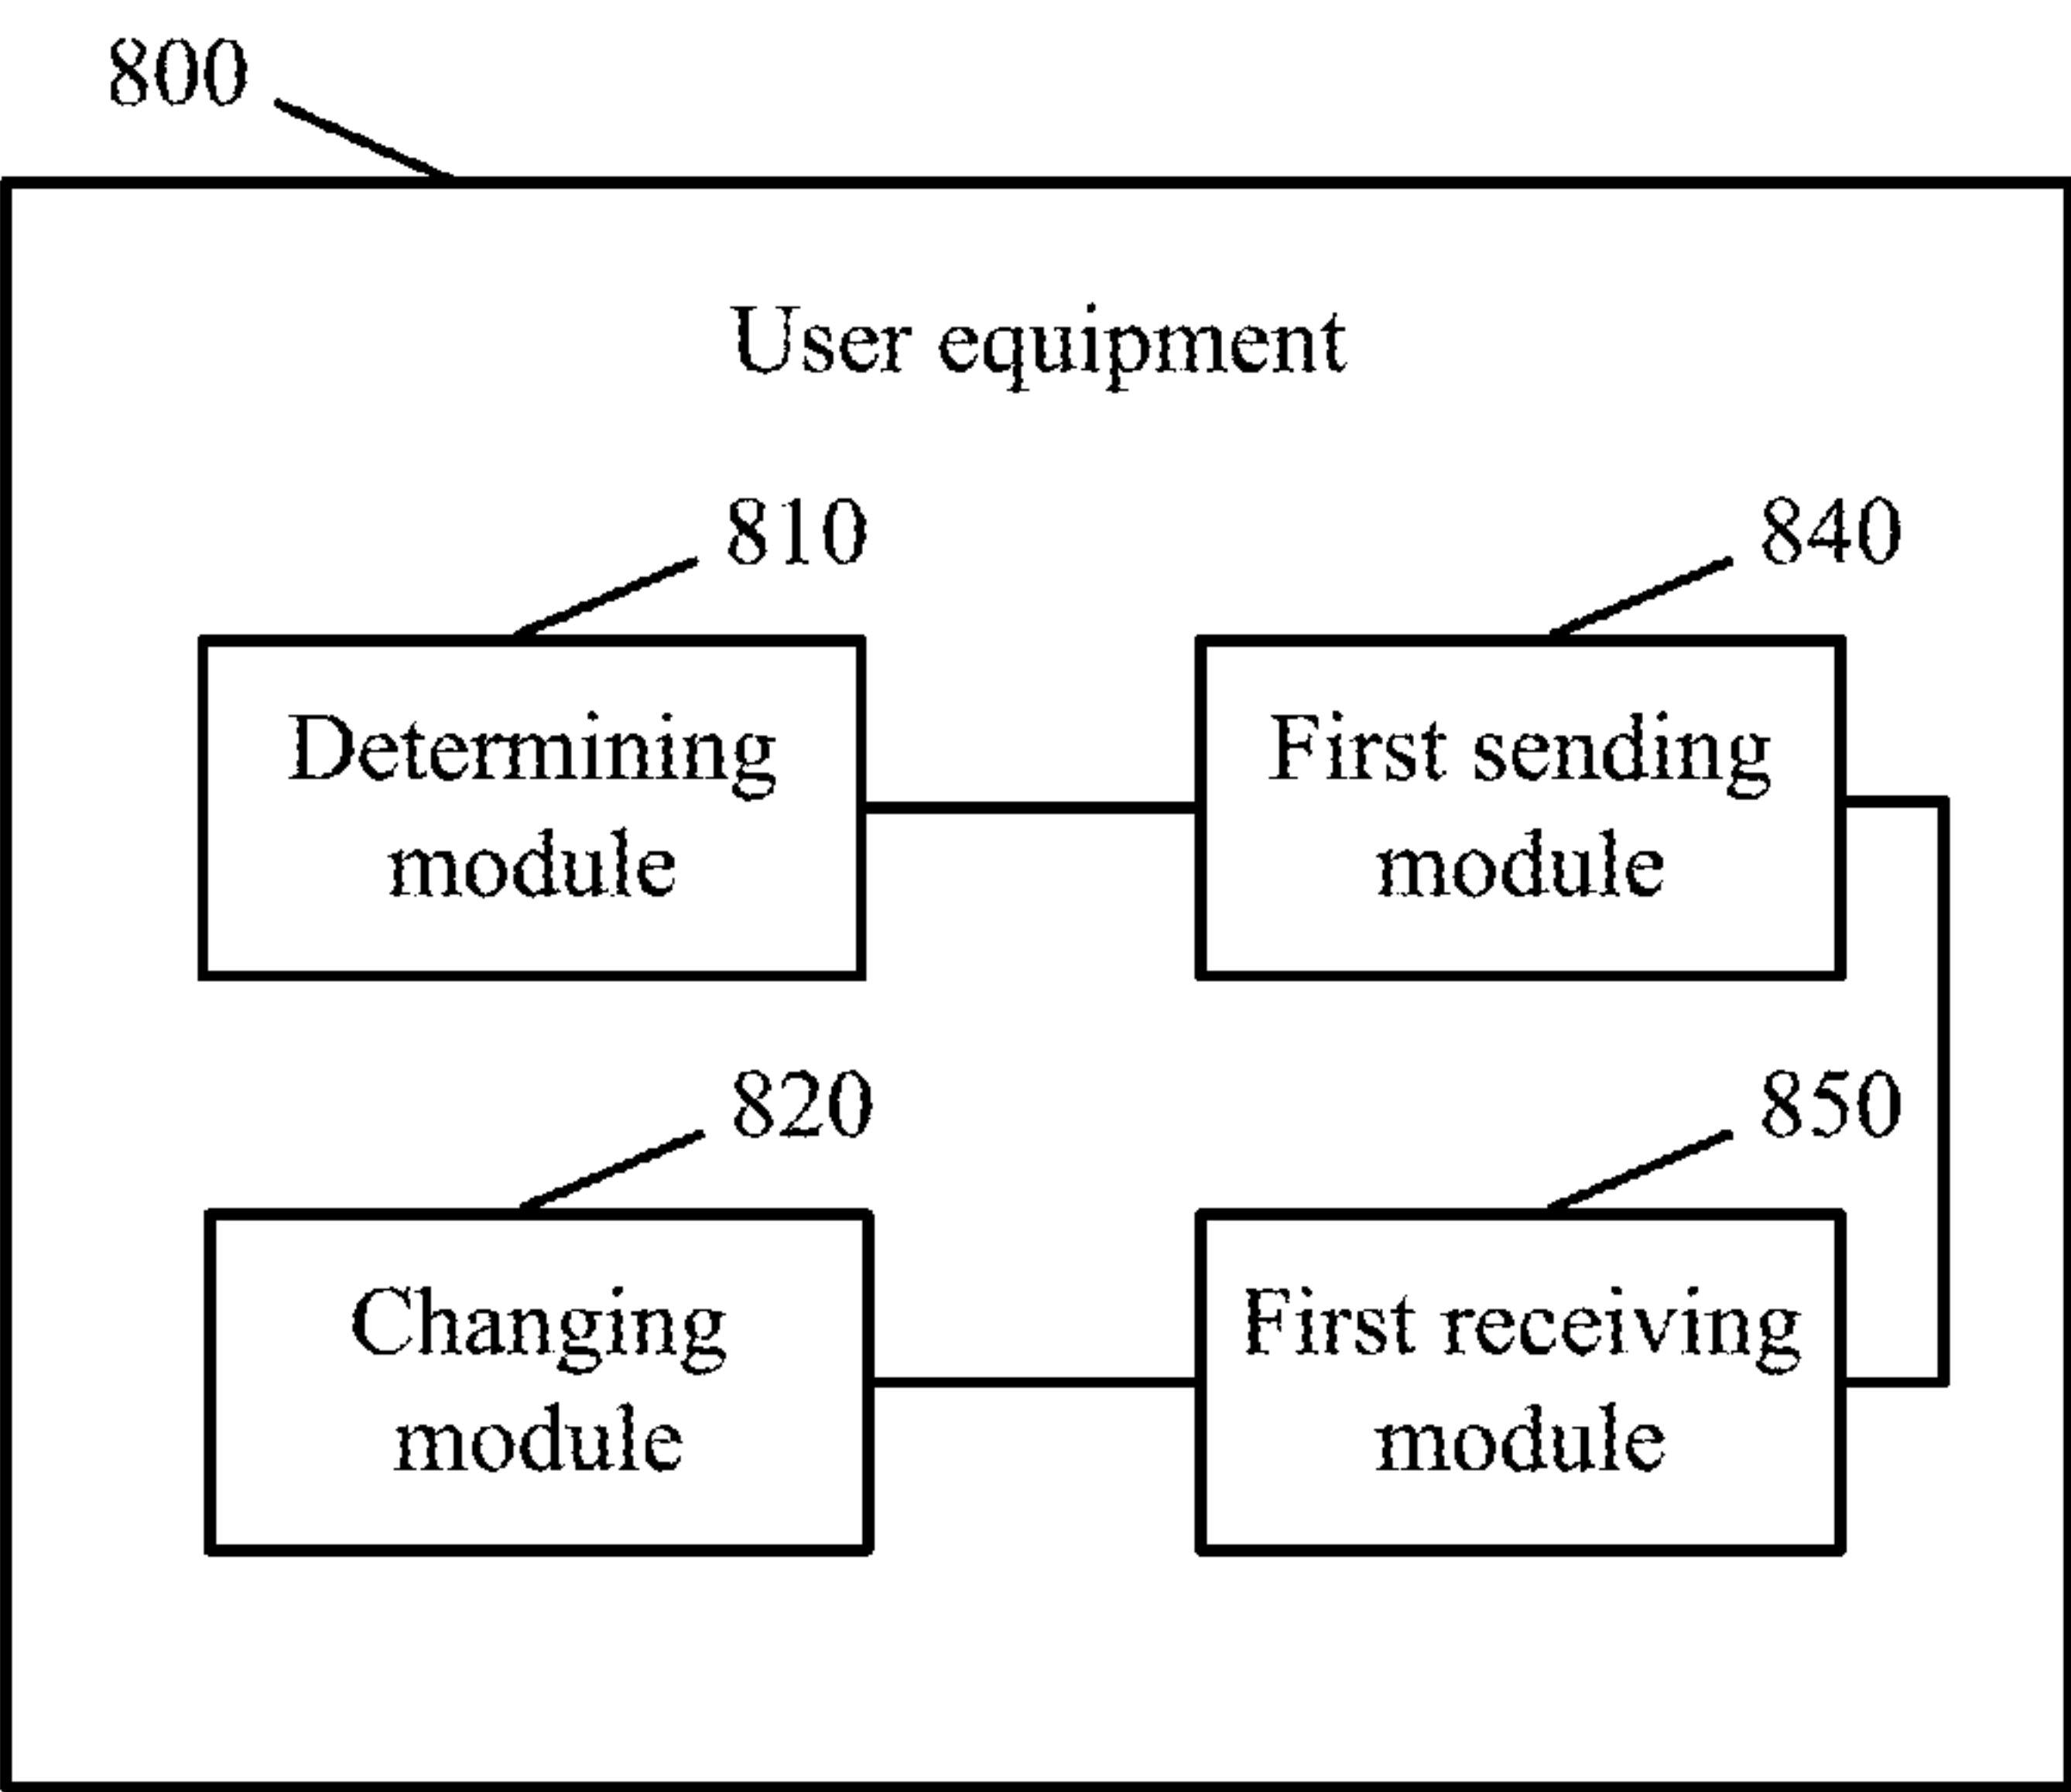 800
User equipment
810
840
Determining
module
First sending
module
820
850
Changing
module
First receiving
module